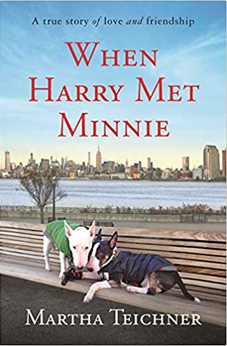 A true story of love and friendship
WHEN
HARRY MET
MINNIE
MARTHA TEICHNER